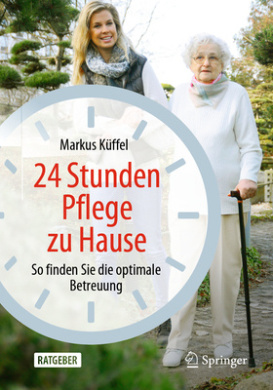 Markus Küffel
24 Stunden
Pflege
zu Hause
So finden Sie die optimale
Betreuung
RATGEBER
Springer